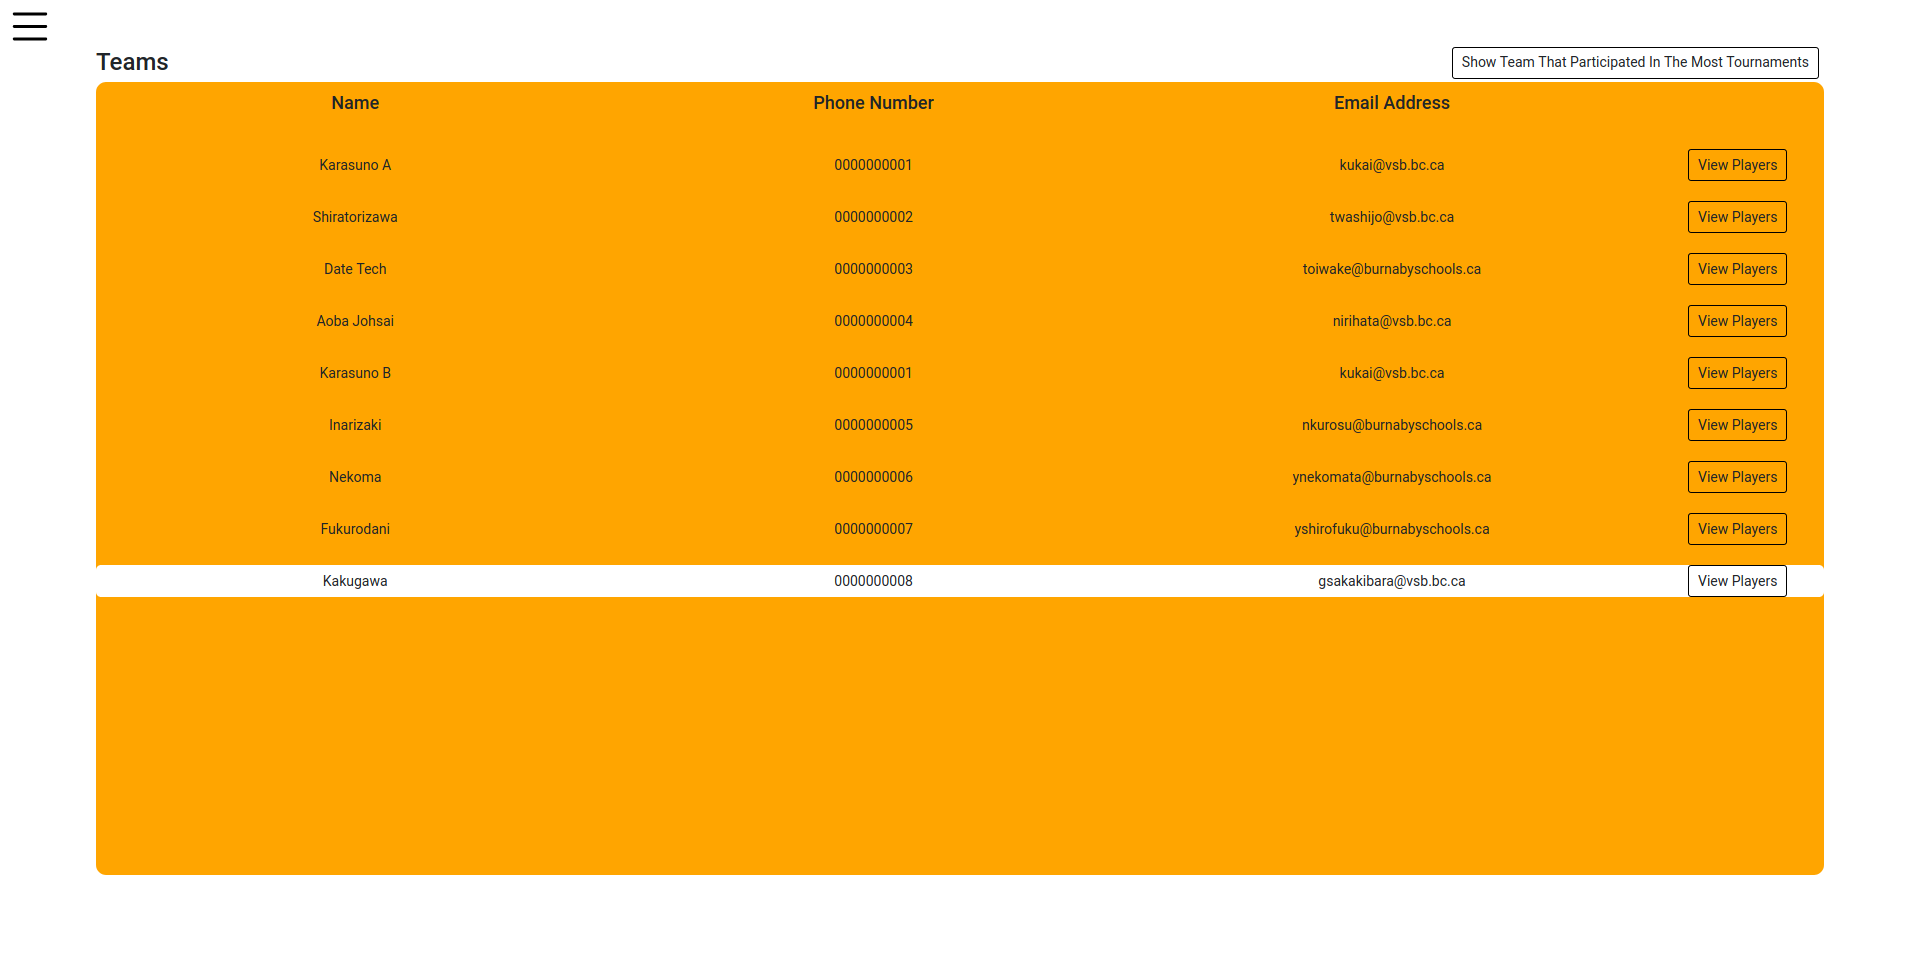 Teams Show Team That Participated In The Most Tournaments
Name Phone Number Email Address
Karasuno A 0000000001 kukai@vsb.bc.ca View Players
Shiratorizawa 0000000002 twashijo@vsb.bc.ca View Players
Date Tech 0000000003 toiwake@burnabyschools.ca View Players
Aoba Johsai 0000000004 nirihata@vsb.bc.ca View Players
Karasuno B 0000000001 kukai@vsb.bc.ca View Players
Inarizaki 0000000005 nkurosu@burnabyschools.ca View Players
Nekoma 0000000006 ynekomata@burnabyschools.ca View Players
Fukurodani 0000000007 yshirofuku@burnabyschools.ca View Players
Kakugawa 0000000008 gsakakibara@vsb.bc.ca View Players